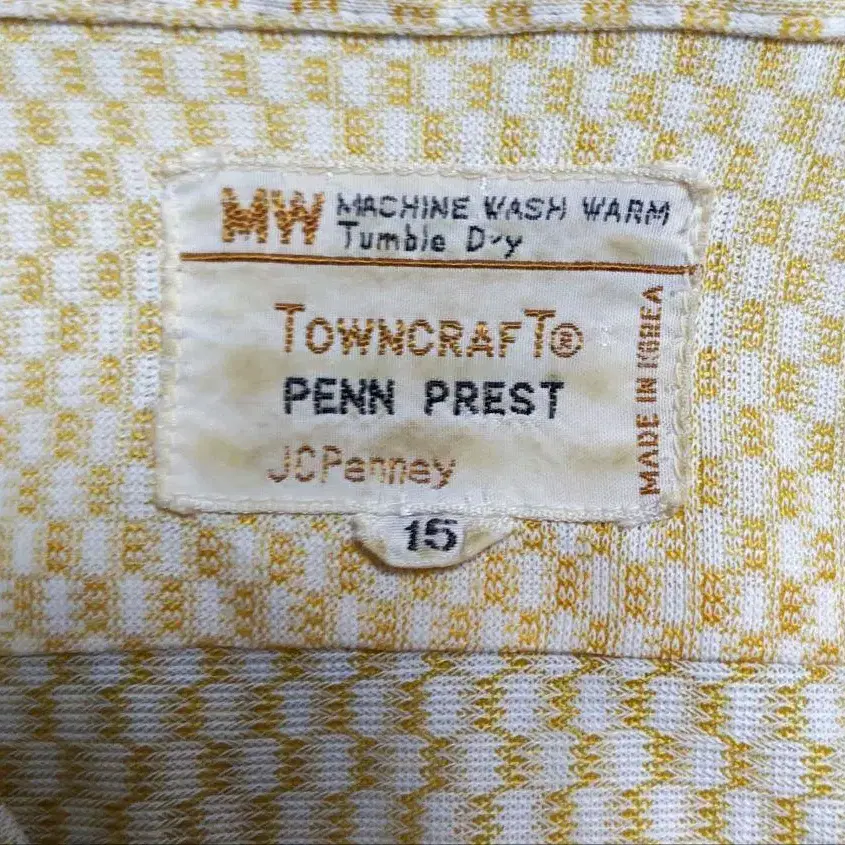 MW MACHINE WASH WARM
Tumble Dry
TOWNCRAFT®
PENN PREST
JCPenney
MADE IN KOREA
15